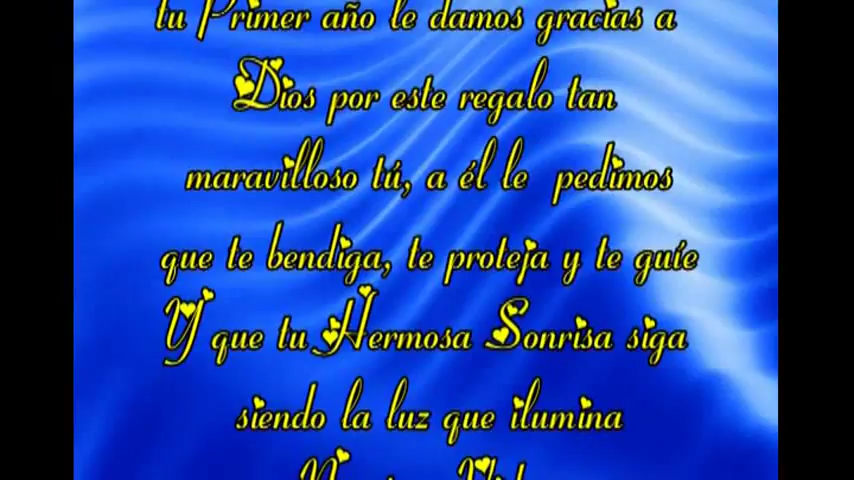 tu Primer año le damos gracias a
Dios por este regalo tan
maravilloso tú, a él le pedimos
que te bendiga, te proteja y te guíe
Y que tu Hermosa Sonrisa siga
siendo la luz que ilumina